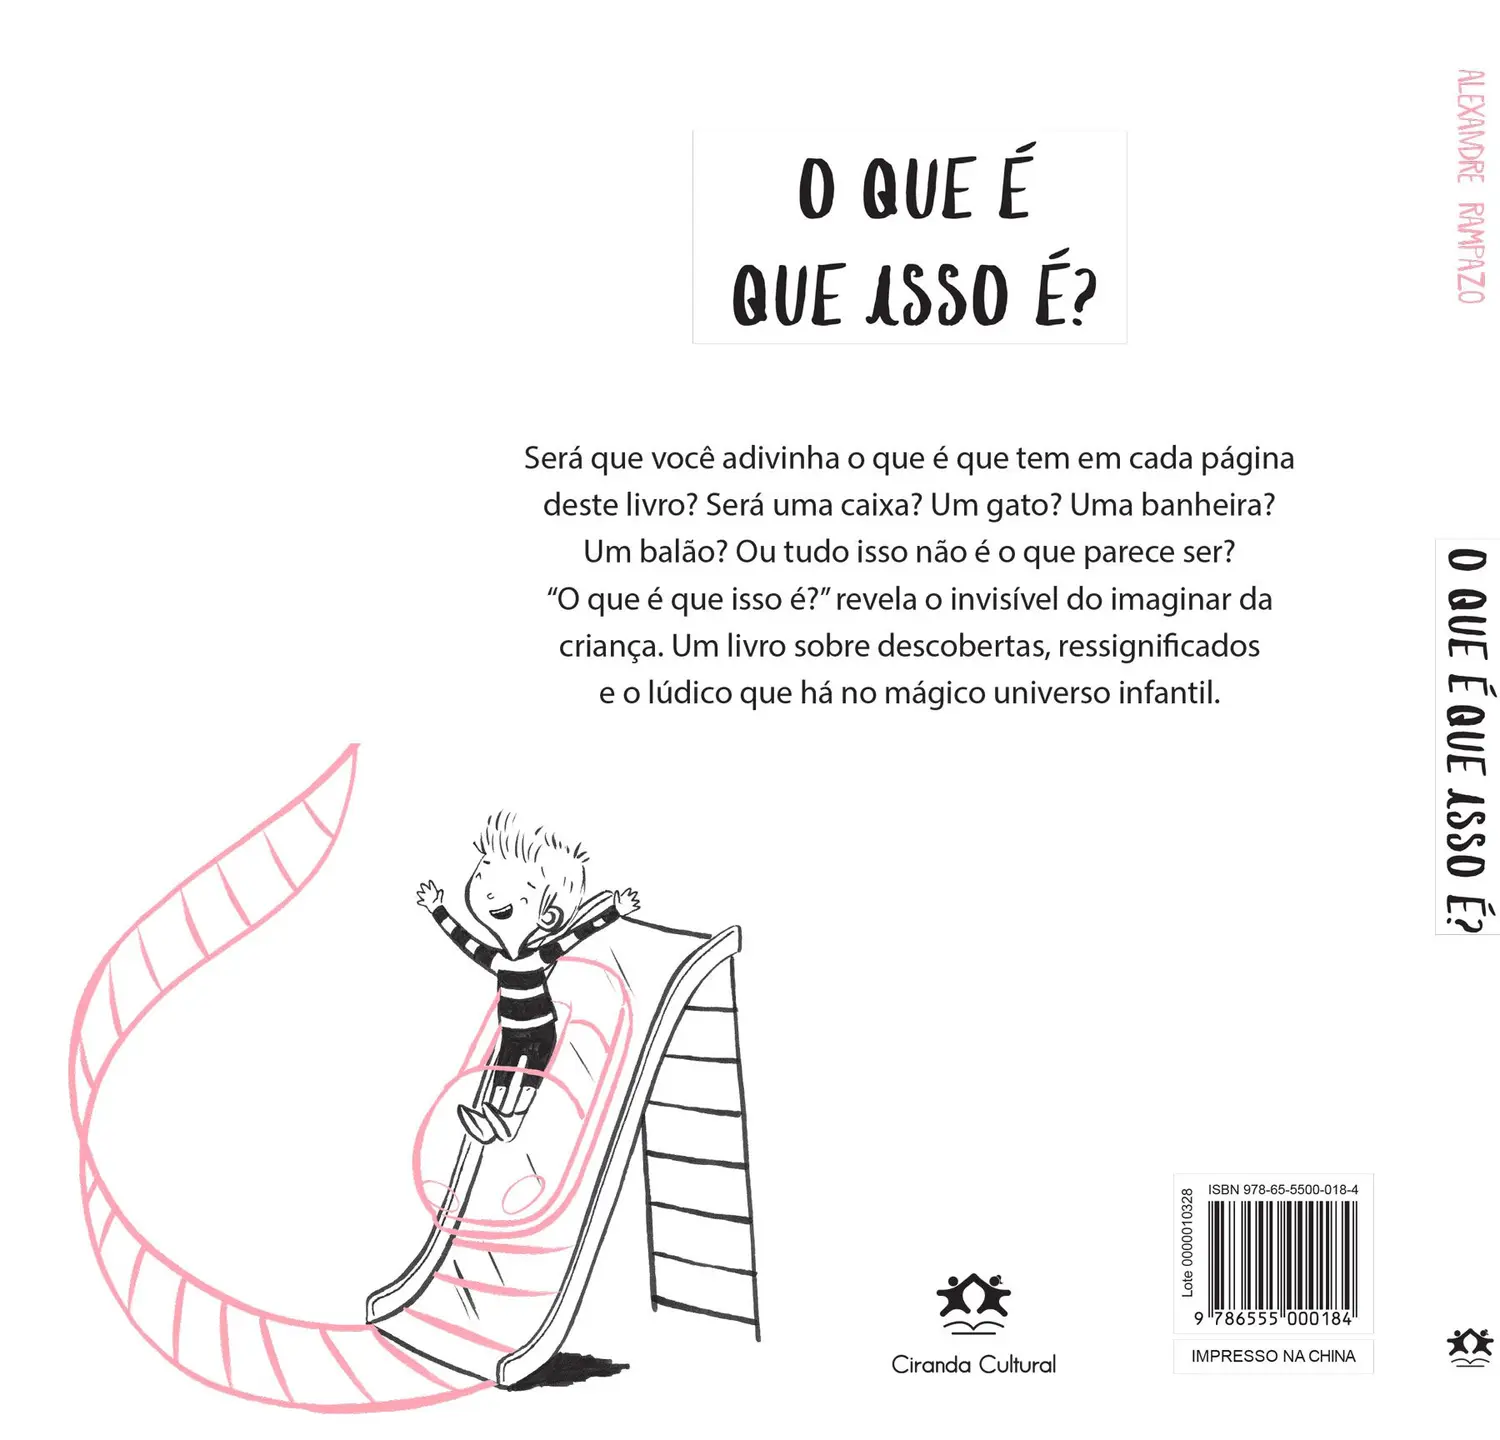 O QUE É
QUE ISSO É?
Será que você adivinha o que é que tem em cada página
deste livro? Será uma caixa? Um gato? Uma banheira?
Um balão? Ou tudo isso não é o que parece ser?
“O que é que isso é?” revela o invisível do imaginar da
criança. Um livro sobre descobertas, ressignificados
e o lúdico que há no mágico universo infantil.
Ciranda Cultural
Lote 0000010328
ISBN 978-65-5500-018-4
9 786555 000184
IMPRESSO NA CHINA
ALEXANDRE RAMPAZO
O QUE É QUE ISSO É?